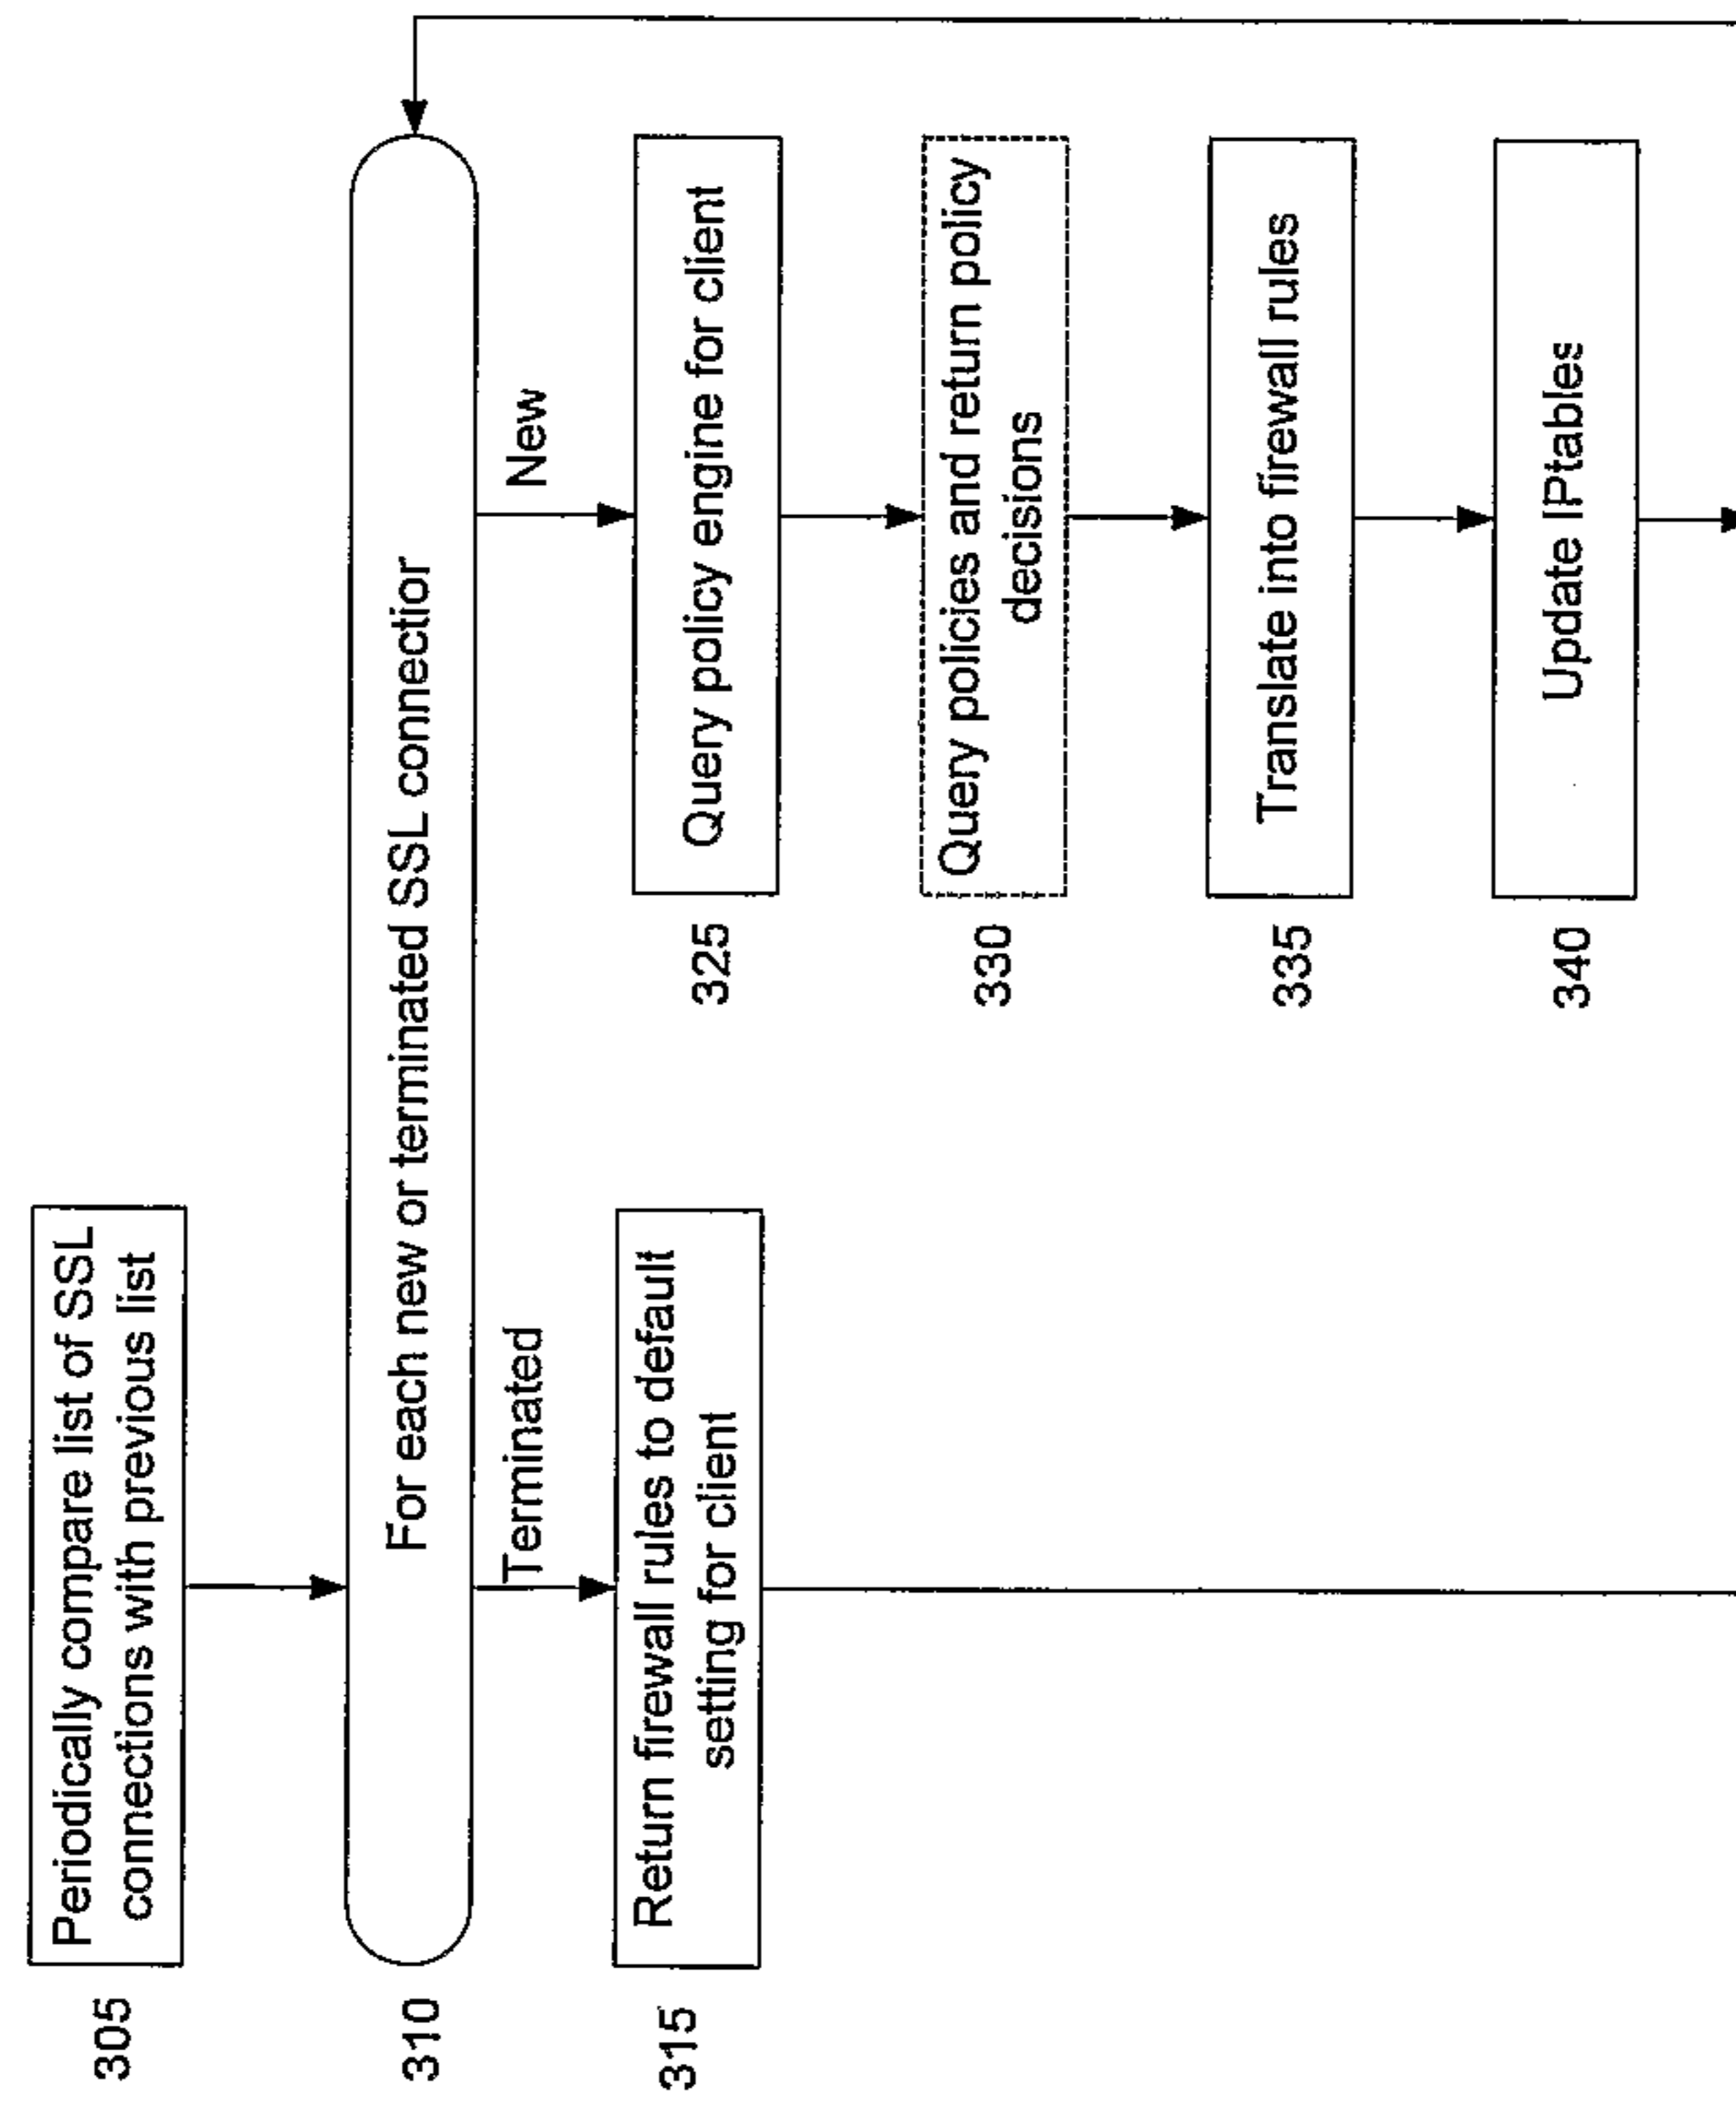 305
Periodically compare list of SSL
connections with previous list
310
For each new or terminated SSL connection
Terminated
New
315
Return firewall rules to default
setting for client
325
Query policy engine for client
330
Query policies and return policy
decisions
335
Translate into firewall rules
340
Update IPtables